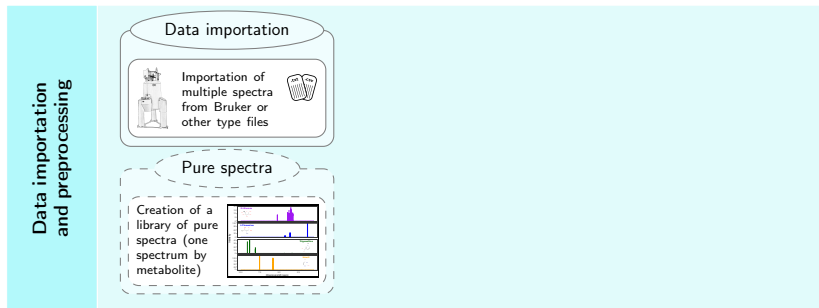 Data importation
and preprocessing
Data importation
Importation of
multiple spectra
from Bruker or
other type files
Pure spectra
Creation of a
library of pure
spectra (one
spectrum by
metabolite)